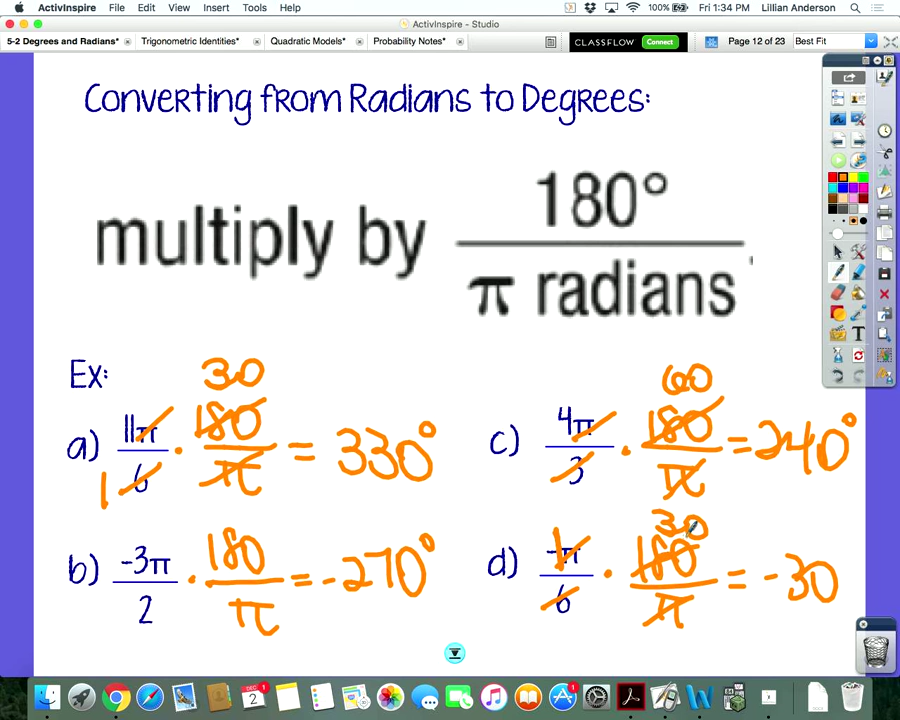 ActivInspire File Edit View Insert Tools Help 100% Fri 1:34 PM Lillian Anderson
ActivInspire - Studio
5-2 Degrees and Radians* Trigonometric Identities* Quadratic Models* Probability Notes* CLASSFLOW Connect Page 12 of 23 Best Fit
Converting from Radians to Degrees:
multiply by 180° / π radians.
Ex:
a) 11π/6 · 180/π = 330°
30
1
b) -3π/2 · 180/π = -270°
c) 4π/3 · 180/π = 240°
60
d) -π/6 · 180/π = -30
30
DEC 1
2